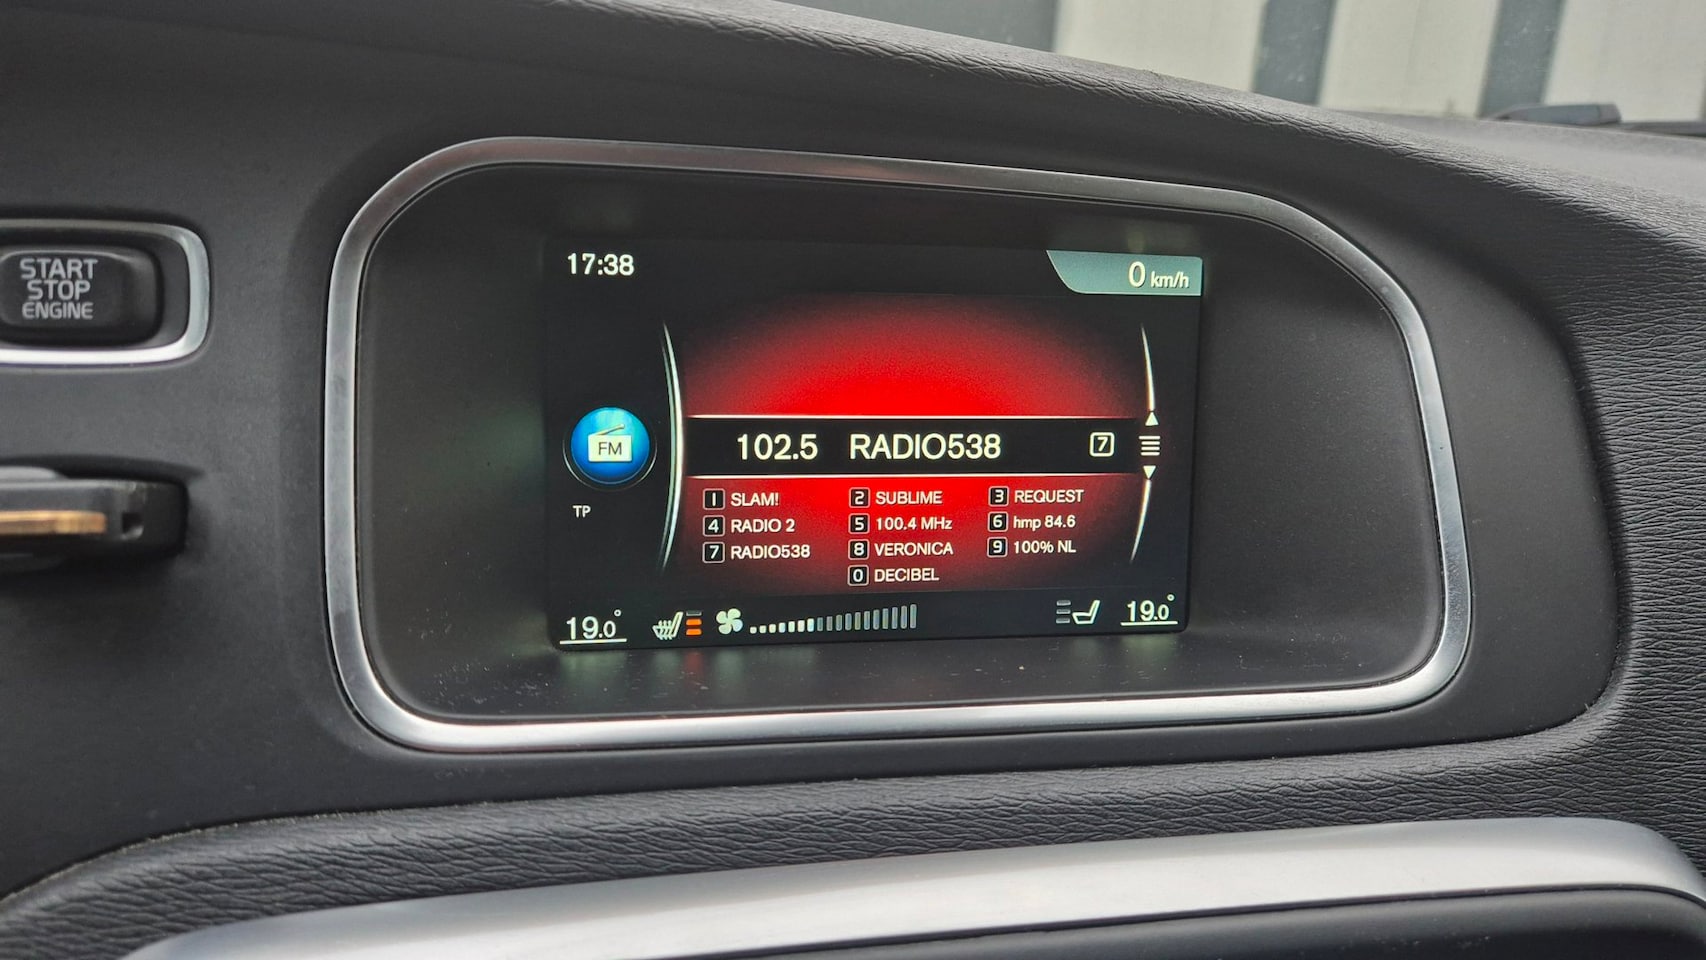 START
STOP
ENGINE
17:38
0 km/h
FM
TP
102.5 RADIO538 7
1 SLAM! 2 SUBLIME 3 REQUEST
4 RADIO 2 5 100.4 MHz 6 hmp 84.6
7 RADIO538 8 VERONICA 9 100% NL
0 DECIBEL
19.0° 19.0°